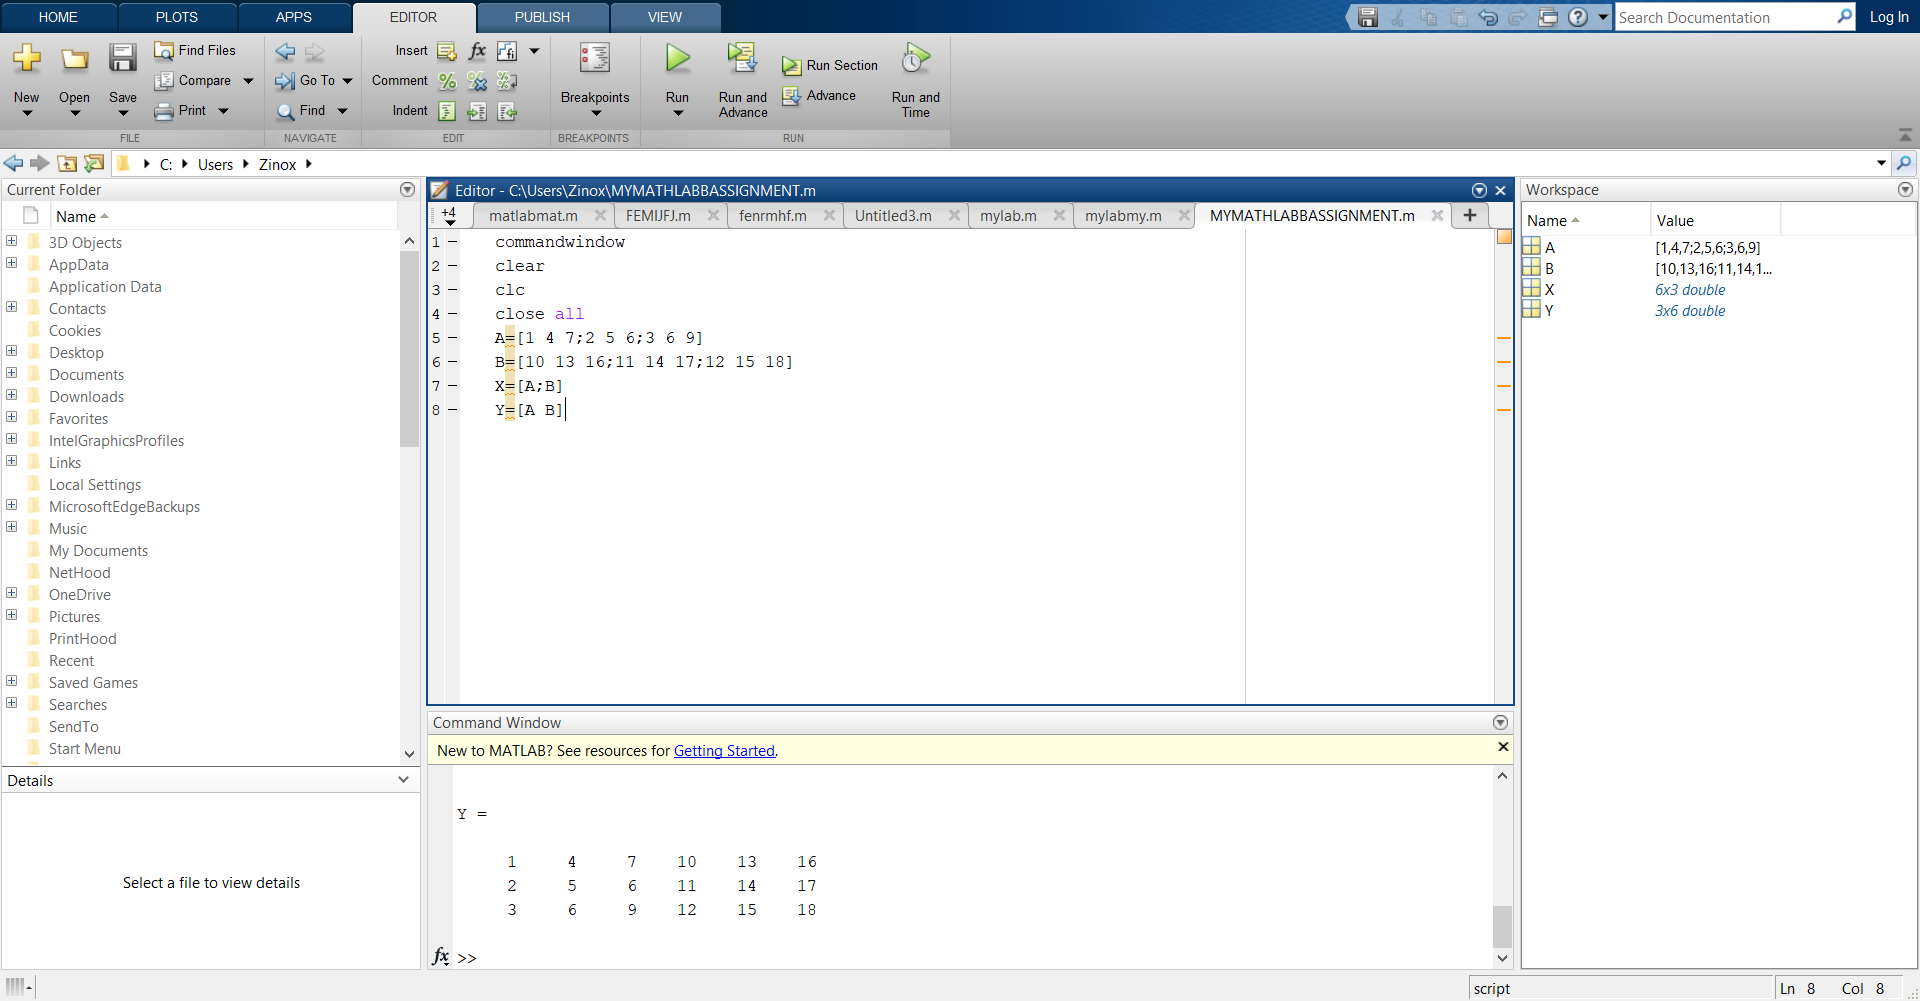 HOME PLOTS APPS EDITOR PUBLISH VIEW
Search Documentation
Log In
New
Open
Save
Find Files
Compare
Print
FILE
Go To
Find
NAVIGATE
Insert fx
Comment
Indent
EDIT
Breakpoints
BREAKPOINTS
Run
Run and
Advance
Run Section
Advance
Run and
Time
RUN
C: Users Zinox
Current Folder
Name
3D Objects
AppData
Application Data
Contacts
Cookies
Desktop
Documents
Downloads
Favorites
IntelGraphicsProfiles
Links
Local Settings
MicrosoftEdgeBackups
Music
My Documents
NetHood
OneDrive
Pictures
PrintHood
Recent
Saved Games
Searches
SendTo
Start Menu
Details
Select a file to view details
Editor - C:\Users\Zinox\MYMATHLABBASSIGNMENT.m
+4 matlabmat.m FEMIJFJ.m fenrmhf.m Untitled3.m mylab.m mylabmy.m MYMATHLABBASSIGNMENT.m +
1 – commandwindow
2 – clear
3 – clc
4 – close all
5 – A=[1 4 7;2 5 6;3 6 9]
6 – B=[10 13 16;11 14 17;12 15 18]
7 – X=[A;B]
8 – Y=[A B]
Command Window
New to MATLAB? See resources for Getting Started.
Y =
1 4 7 10 13 16
2 5 6 11 14 17
3 6 9 12 15 18
fx >>
Workspace
Name Value
A [1,4,7;2,5,6;3,6,9]
B [10,13,16;11,14,1...
X 6x3 double
Y 3x6 double
script Ln 8 Col 8